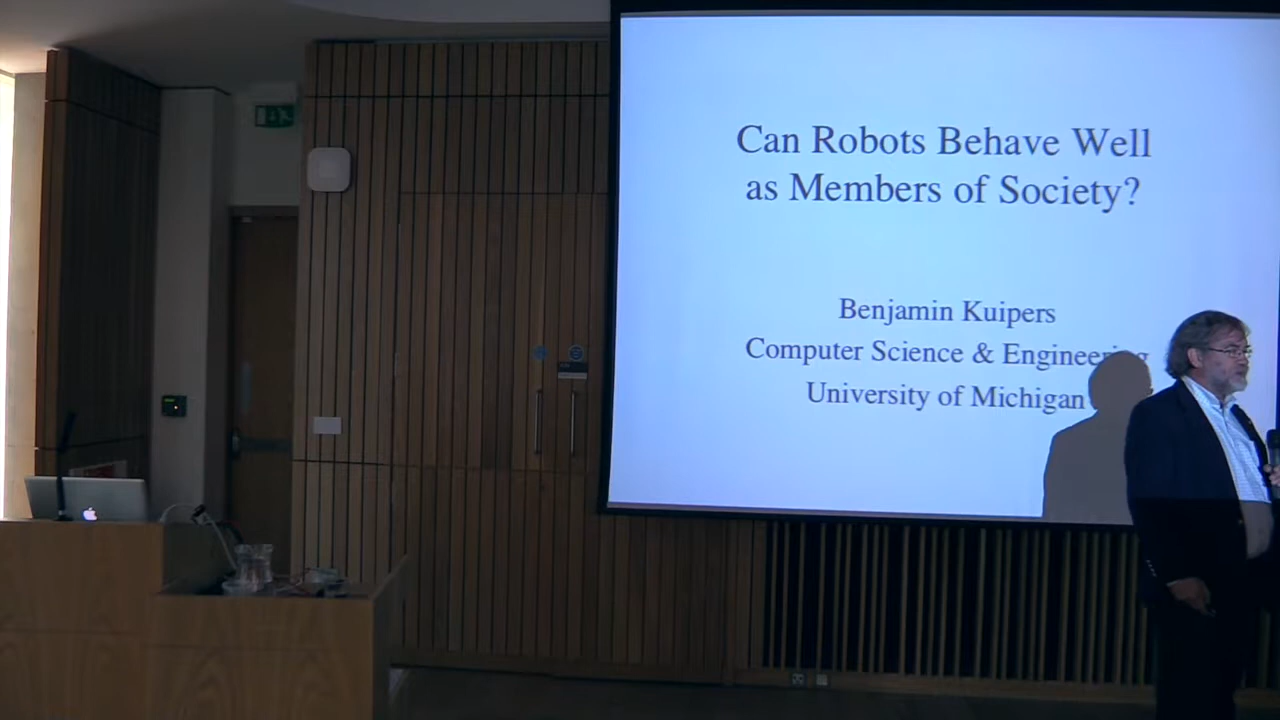 Can Robots Behave Well
as Members of Society?
Benjamin Kuipers
Computer Science & Engineering
University of Michigan